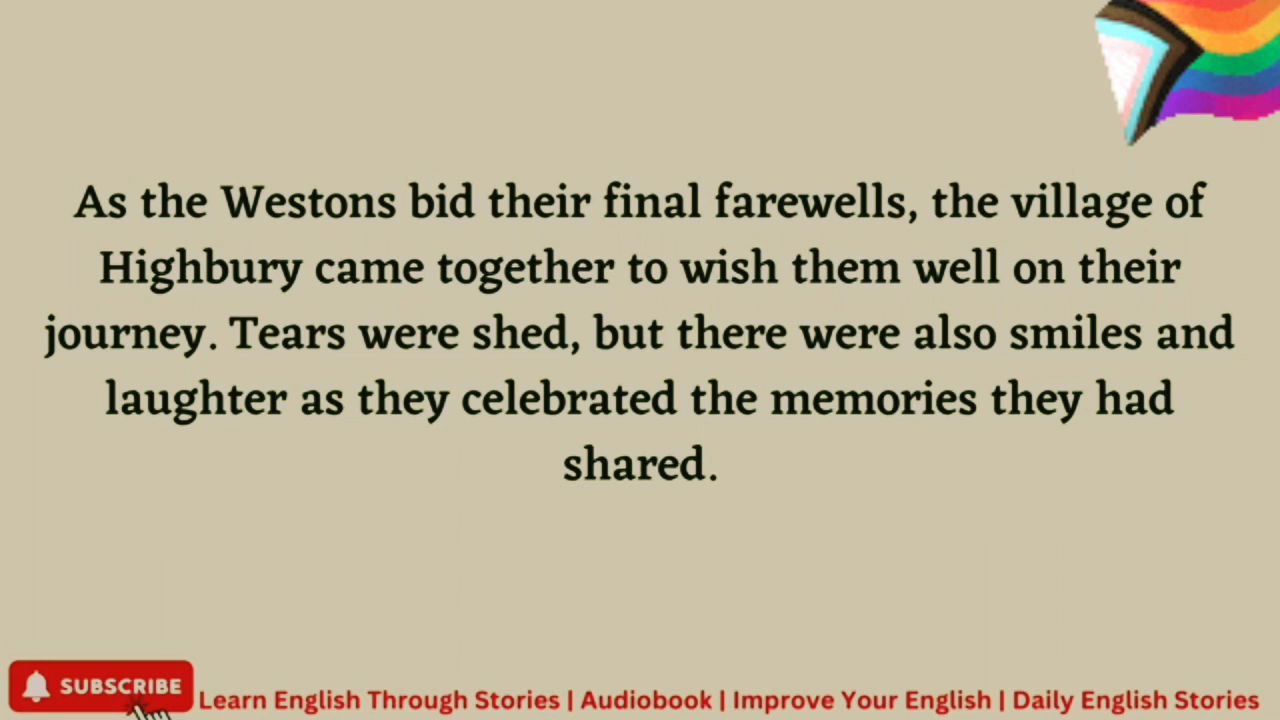 As the Westons bid their final farewells, the village of
Highbury came together to wish them well on their
journey. Tears were shed, but there were also smiles and
laughter as they celebrated the memories they had
shared.
SUBSCRIBE
Learn English Through Stories | Audiobook | Improve Your English | Daily English Stories